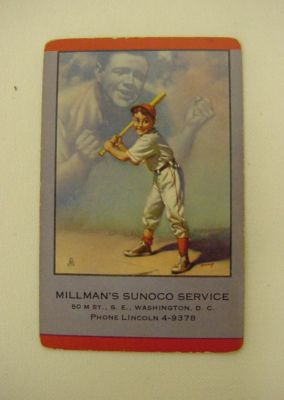 MILLMAN'S SUNOCO SERVICE
50 M ST., S. E., WASHINGTON, D. C.
PHONE LINCOLN 4-9378